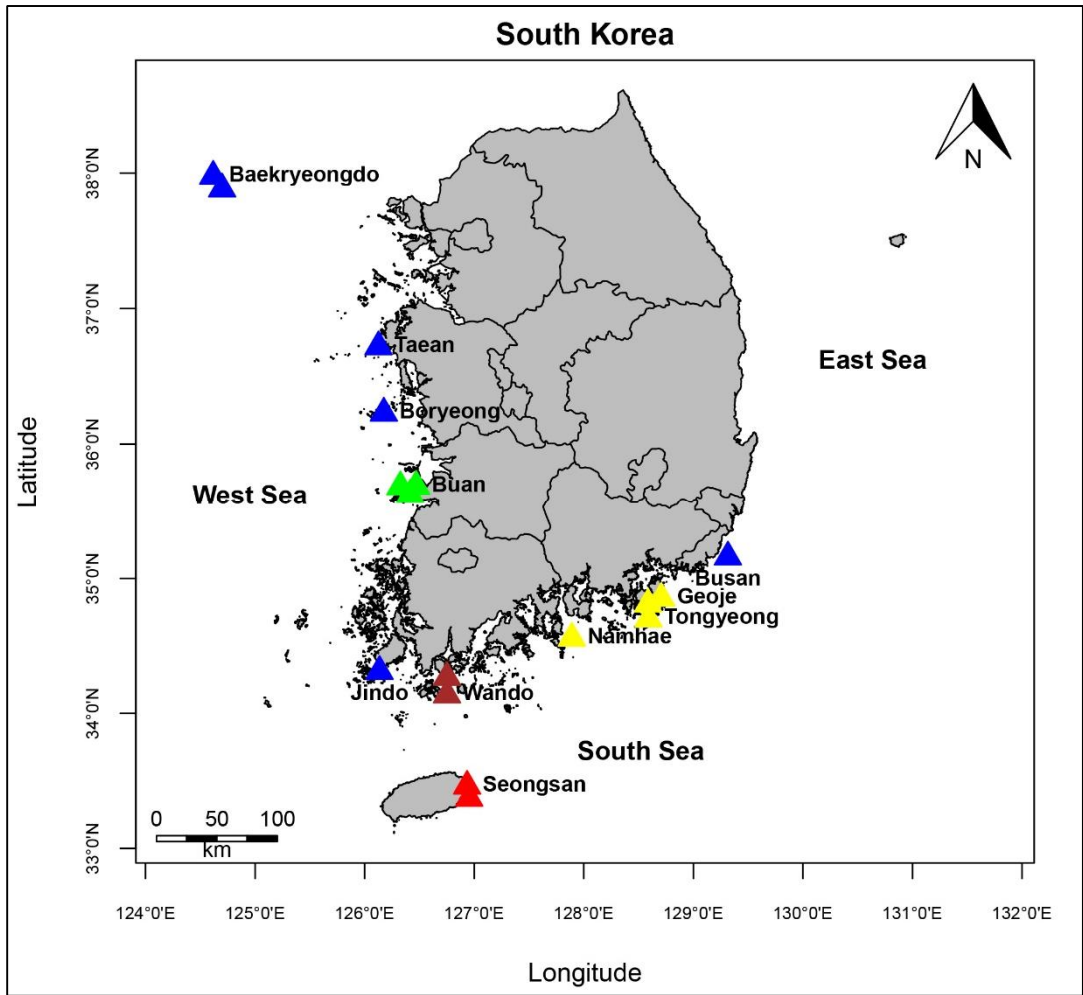 South Korea
N
38°0'N
37°0'N
36°0'N
35°0'N
34°0'N
33°0'N
Latitude
Baekryeongdo
Taean
East Sea
Boryeong
West Sea
Buan
Busan
Geoje
Tongyeong
Namhae
Jindo
Wando
South Sea
Seongsan
0 50 100
km
124°0'E 125°0'E 126°0'E 127°0'E 128°0'E 129°0'E 130°0'E 131°0'E 132°0'E
Longitude